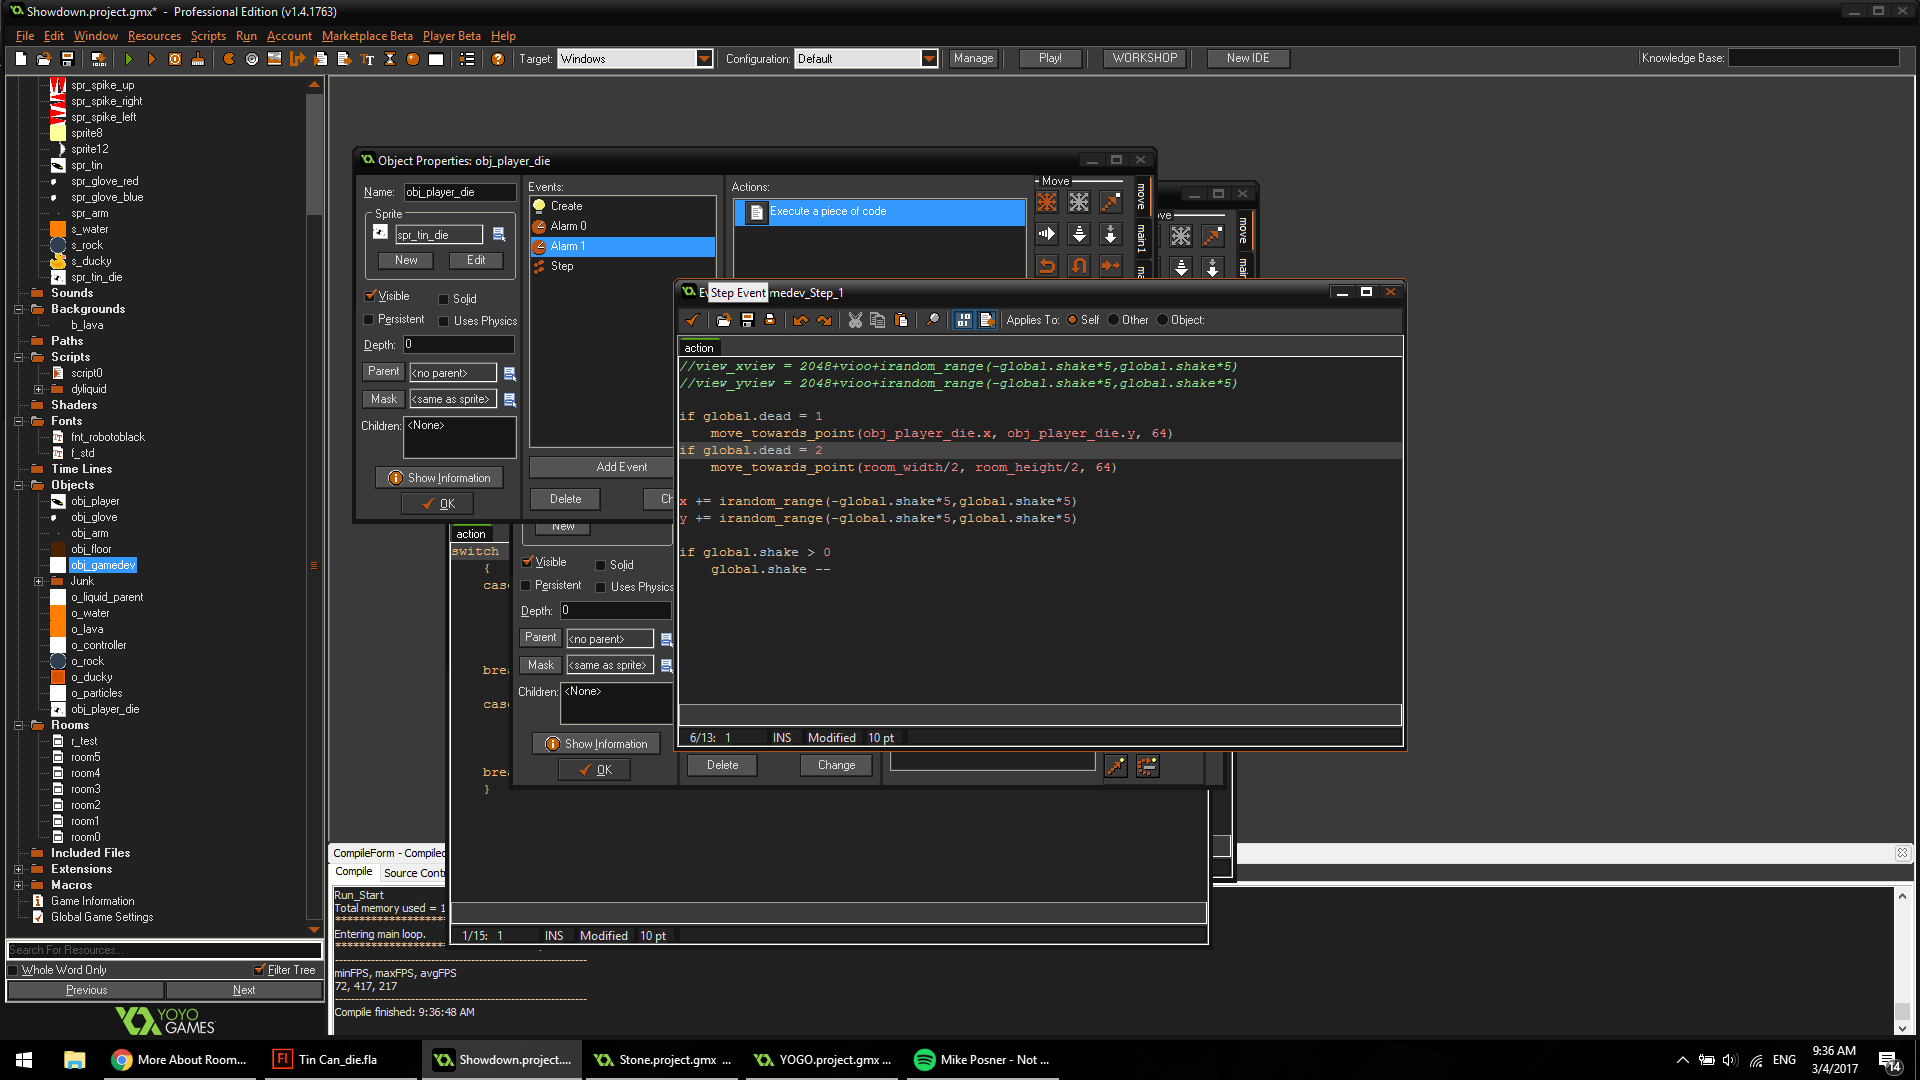 Showdown.project.gmx* - Professional Edition (v1.4.1763)
File Edit Window Resources Scripts Run Account Marketplace Beta Player Beta Help
Target: Windows Configuration: Default Manage Play! WORKSHOP New IDE Knowledge Base:
spr_spike_up
spr_spike_right
spr_spike_left
sprite8
sprite12
spr_tin
spr_glove_red
spr_glove_blue
spr_arm
s_water
s_rock
s_ducky
spr_tin_die
Sounds
Backgrounds
b_lava
Paths
Scripts
script0
dyliquid
Shaders
Fonts
fnt_robotoblack
f_std
Time Lines
Objects
obj_player
obj_glove
obj_arm
obj_floor
obj_gamedev
Junk
o_liquid_parent
o_water
o_lava
o_controller
o_rock
o_ducky
o_particles
obj_player_die
Rooms
r_test
room5
room4
room3
room2
room1
room0
Included Files
Extensions
Macros
Game Information
Global Game Settings
Search For Resources...
Whole Word Only Filter Tree
Previous Next
YOYO
GAMES
Object Properties: obj_player_die
Name: obj_player_die
Sprite
spr_tin_die
New Edit
Visible Solid
Persistent Uses Physics
Depth: 0
Parent <no parent>
Mask <same as sprite>
Children: <None>
Show Information
OK
Events:
Create
Alarm 0
Alarm 1
Step
Add Event
Delete
Actions:
Execute a piece of code
Move
move
main1
move
Step Event medev_Step_1
Applies To: Self Other Object:
action
//view_xview = 2048+vioo+irandom_range(-global.shake*5,global.shake*5)
//view_yview = 2048+vioo+irandom_range(-global.shake*5,global.shake*5)
if global.dead = 1
move_towards_point(obj_player_die.x, obj_player_die.y, 64)
if global.dead = 2
move_towards_point(room_width/2, room_height/2, 64)
x += irandom_range(-global.shake*5,global.shake*5)
y += irandom_range(-global.shake*5,global.shake*5)
if global.shake > 0
global.shake --
6/13: 1 INS Modified 10 pt
action
switch
{
case
break
case
break
}
1/15: 1 INS Modified 10 pt
New
Visible Solid
Persistent Uses Physics
Depth: 0
Parent <no parent>
Mask <same as sprite>
Children: <None>
Show Information
OK
Delete Change
CompileForm - Compiled
Compile Source Contr
Run_Start
Total memory used = 1
*********************
Entering main loop.
*********************
minFPS, maxFPS, avgFPS
72, 417, 217
Compile finished: 9:36:48 AM
More About Room...
Tin Can_die.fla
Showdown.project....
Stone.project.gmx ...
YOGO.project.gmx ...
Mike Posner - Not ...
ENG
9:36 AM
3/4/2017
14